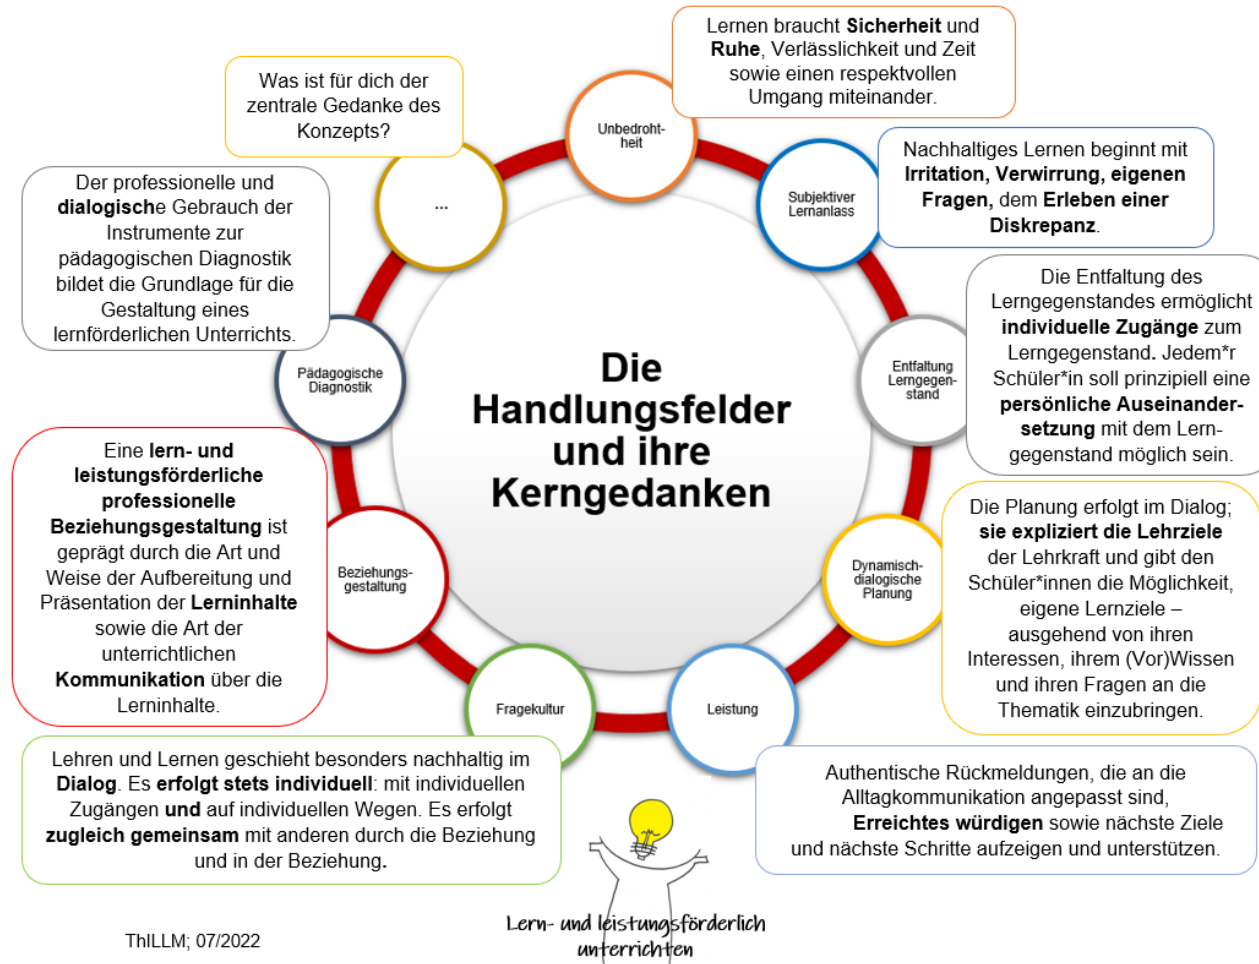 Lernen braucht Sicherheit und
Ruhe, Verlässlichkeit und Zeit
sowie einen respektvollen
Umgang miteinander.
Was ist für dich der
zentrale Gedanke des
Konzepts?
Unbedroht-
heit
Nachhaltiges Lernen beginnt mit
Irritation, Verwirrung, eigenen
Fragen, dem Erleben einer
Diskrepanz.
Subjektiver
Lernanlass
...
Der professionelle und
dialogische Gebrauch der
Instrumente zur
pädagogischen Diagnostik
bildet die Grundlage für die
Gestaltung eines
lernförderlichen Unterrichts.
Die Entfaltung des
Lerngegenstandes ermöglicht
individuelle Zugänge zum
Lerngegenstand. Jedem*r
Schüler*in soll prinzipiell eine
persönliche Auseinander-
setzung mit dem Lern-
gegenstand möglich sein.
Entfaltung
Lerngegen-
stand
Pädagogische
Diagnostik
Die
Handlungsfelder
und ihre
Kerngedanken
Eine lern- und
leistungsförderliche
professionelle
Beziehungsgestaltung ist
geprägt durch die Art und
Weise der Aufbereitung und
Präsentation der Lerninhalte
sowie die Art der
unterrichtlichen
Kommunikation über die
Lerninhalte.
Beziehungs-
gestaltung
Dynamisch-
dialogische
Planung
Die Planung erfolgt im Dialog;
sie expliziert die Lehrziele
der Lehrkraft und gibt den
Schüler*innen die Möglichkeit,
eigene Lernziele –
ausgehend von ihren
Interessen, ihrem (Vor)Wissen
und ihren Fragen an die
Thematik einzubringen.
Fragekultur
Leistung
Lehren und Lernen geschieht besonders nachhaltig im
Dialog. Es erfolgt stets individuell: mit individuellen
Zugängen und auf individuellen Wegen. Es erfolgt
zugleich gemeinsam mit anderen durch die Beziehung
und in der Beziehung.
Authentische Rückmeldungen, die an die
Alltagkommunikation angepasst sind,
Erreichtes würdigen sowie nächste Ziele
und nächste Schritte aufzeigen und unterstützen.
Lern- und leistungsförderlich
unterrichten
ThILLM; 07/2022